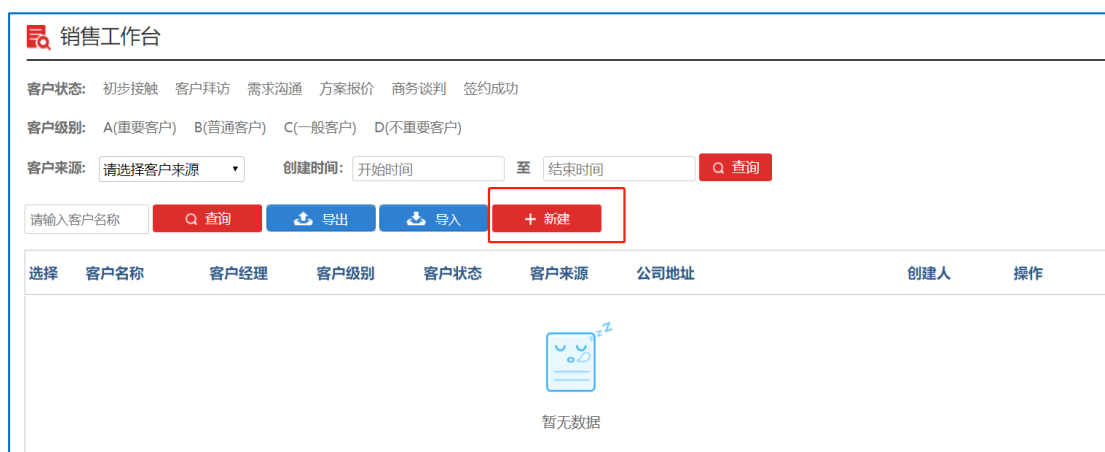 销售工作台
客户状态: 初步接触 客户拜访 需求沟通 方案报价 商务谈判 签约成功
客户级别: A(重要客户) B(普通客户) C(一般客户) D(不重要客户)
客户来源: 请选择客户来源 创建时间: 开始时间 至 结束时间 查询
请输入客户名称 查询 导出 导入 + 新建
选择 客户名称 客户经理 客户级别 客户状态 客户来源 公司地址 创建人 操作
zzZ
暂无数据